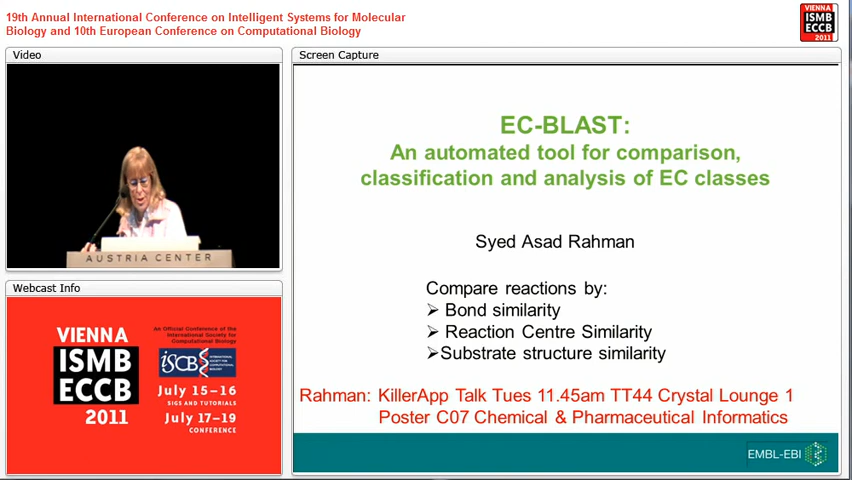 19th Annual International Conference on Intelligent Systems for Molecular
Biology and 10th European Conference on Computational Biology
VIENNA
ISMB
ECCB
2011
Video
AUSTRIA CENTER
Webcast Info
VIENNA
ISMB
ECCB
2011
An Official Conference of the
International Society for
Computational Biology
ISCB
INTERNATIONAL
SOCIETY FOR
COMPUTATIONAL
BIOLOGY
July 15–16
SIGS AND TUTORIALS
July 17–19
CONFERENCE
Screen Capture
EC-BLAST:
An automated tool for comparison,
classification and analysis of EC classes
Syed Asad Rahman
Compare reactions by:
➢ Bond similarity
➢ Reaction Centre Similarity
➢Substrate structure similarity
Rahman: KillerApp Talk Tues 11.45am TT44 Crystal Lounge 1
Poster C07 Chemical & Pharmaceutical Informatics
EMBL-EBI